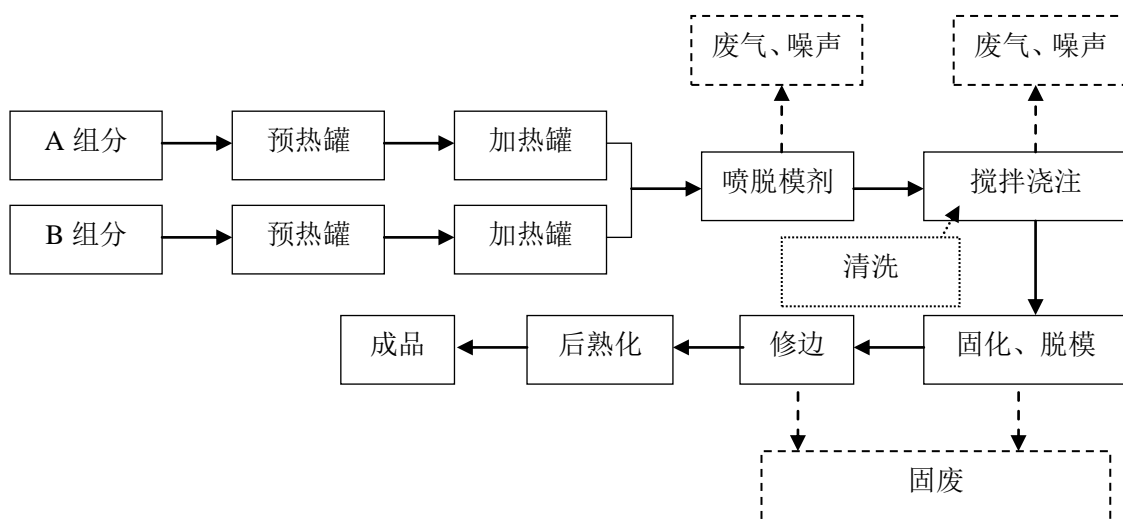 废气、噪声
废气、噪声
A 组分
预热罐
加热罐
喷脱模剂
搅拌浇注
B 组分
预热罐
加热罐
清洗
成品
后熟化
修边
固化、脱模
固废